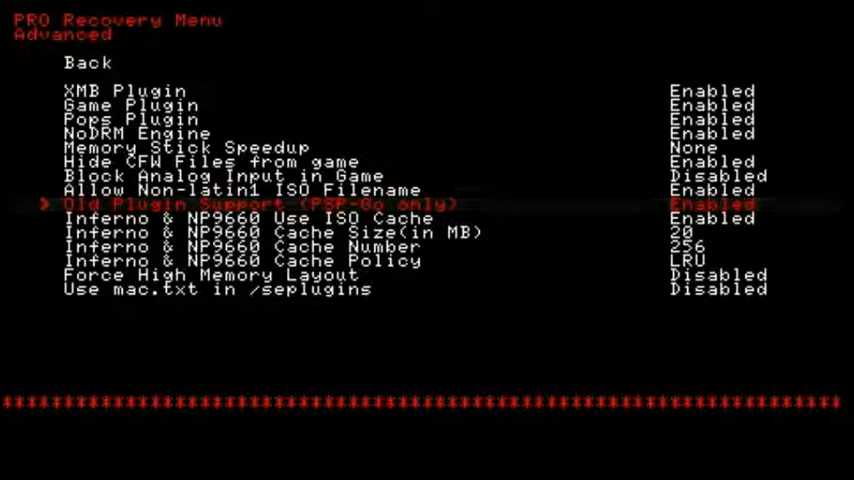 PRO Recovery Menu
Advanced
Back
XMB Plugin Enabled
Game Plugin Enabled
Pops Plugin Enabled
NoDRM Engine Enabled
Memory Stick Speedup None
Hide CFW Files from game Enabled
Block Analog Input in Game Disabled
Allow Non-latin1 ISO Filename Enabled
> Old Plugin Support (PSP-Go only) Enabled
Inferno & NP9660 Use ISO Cache Enabled
Inferno & NP9660 Cache Size(in MB) 20
Inferno & NP9660 Cache Number 256
Inferno & NP9660 Cache Policy LRU
Force High Memory Layout Disabled
Use mac.txt in /seplugins Disabled
**********************************************************************